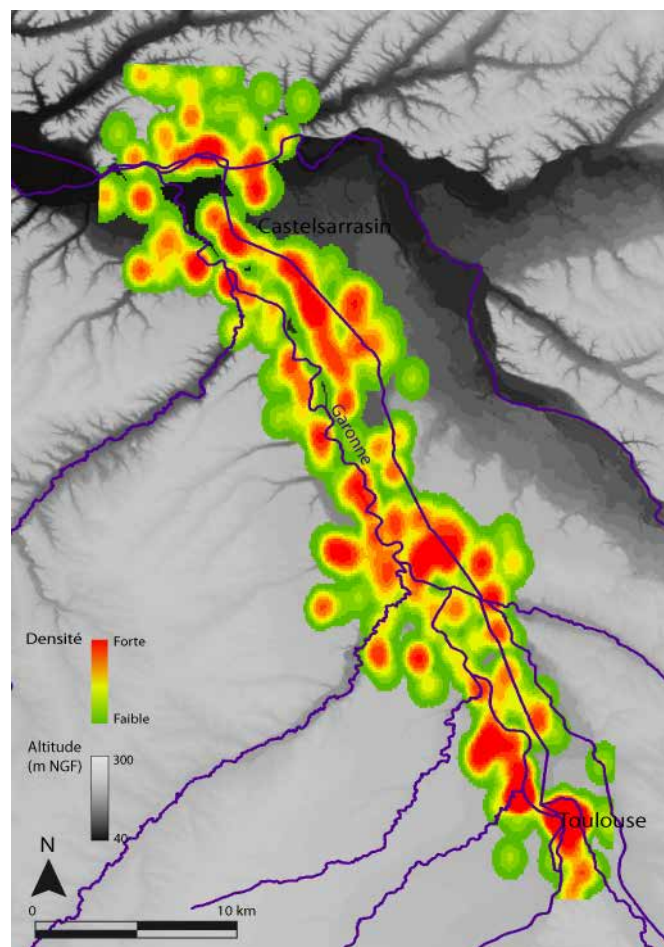 Castelsarrasin
Garonne
Densité
Forte
Faible
Altitude
(m NGF)
300
40
N
0
10 km
Toulouse